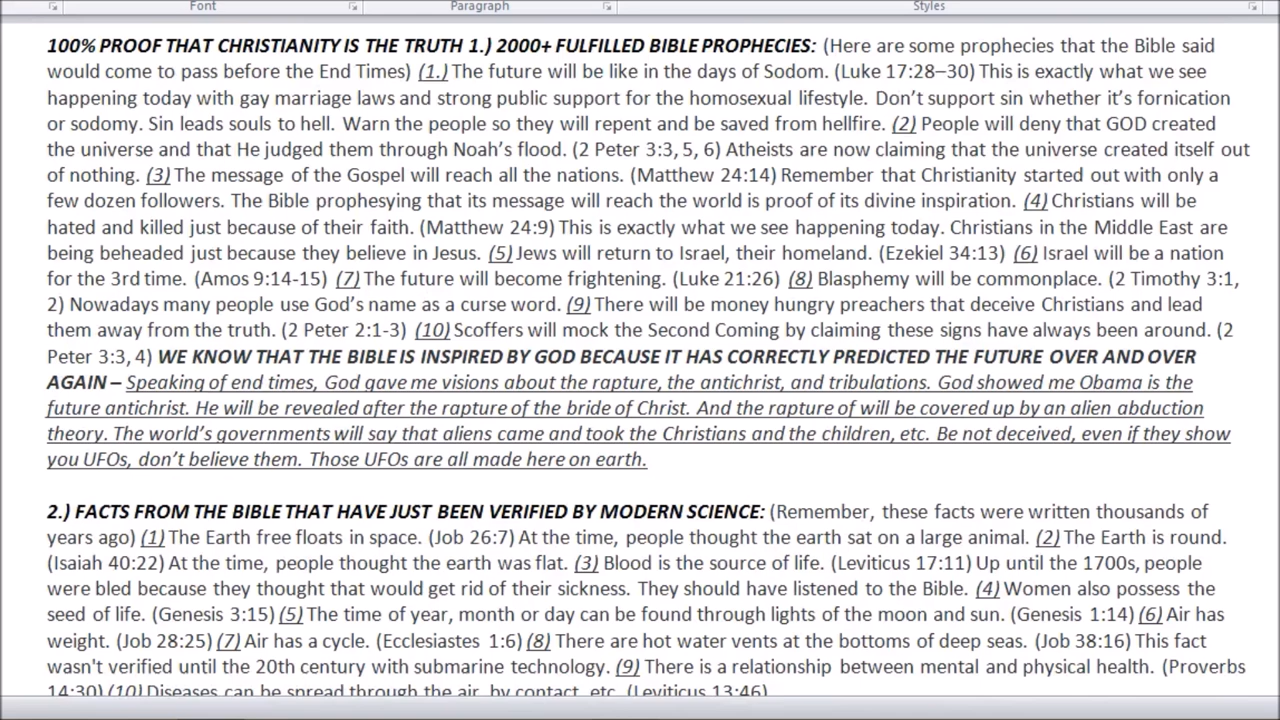 Font Paragraph Styles
100% PROOF THAT CHRISTIANITY IS THE TRUTH 1.) 2000+ FULFILLED BIBLE PROPHECIES: (Here are some prophecies that the Bible said
would come to pass before the End Times) (1.) The future will be like in the days of Sodom. (Luke 17:28–30) This is exactly what we see
happening today with gay marriage laws and strong public support for the homosexual lifestyle. Don’t support sin whether it’s fornication
or sodomy. Sin leads souls to hell. Warn the people so they will repent and be saved from hellfire. (2) People will deny that GOD created
the universe and that He judged them through Noah’s flood. (2 Peter 3:3, 5, 6) Atheists are now claiming that the universe created itself out
of nothing. (3) The message of the Gospel will reach all the nations. (Matthew 24:14) Remember that Christianity started out with only a
few dozen followers. The Bible prophesying that its message will reach the world is proof of its divine inspiration. (4) Christians will be
hated and killed just because of their faith. (Matthew 24:9) This is exactly what we see happening today. Christians in the Middle East are
being beheaded just because they believe in Jesus. (5) Jews will return to Israel, their homeland. (Ezekiel 34:13) (6) Israel will be a nation
for the 3rd time. (Amos 9:14-15) (7) The future will become frightening. (Luke 21:26) (8) Blasphemy will be commonplace. (2 Timothy 3:1,
2) Nowadays many people use God’s name as a curse word. (9) There will be money hungry preachers that deceive Christians and lead
them away from the truth. (2 Peter 2:1-3) (10) Scoffers will mock the Second Coming by claiming these signs have always been around. (2
Peter 3:3, 4) WE KNOW THAT THE BIBLE IS INSPIRED BY GOD BECAUSE IT HAS CORRECTLY PREDICTED THE FUTURE OVER AND OVER
AGAIN – Speaking of end times, God gave me visions about the rapture, the antichrist, and tribulations. God showed me Obama is the
future antichrist. He will be revealed after the rapture of the bride of Christ. And the rapture of will be covered up by an alien abduction
theory. The world’s governments will say that aliens came and took the Christians and the children, etc. Be not deceived, even if they show
you UFOs, don’t believe them. Those UFOs are all made here on earth.
2.) FACTS FROM THE BIBLE THAT HAVE JUST BEEN VERIFIED BY MODERN SCIENCE: (Remember, these facts were written thousands of
years ago) (1) The Earth free floats in space. (Job 26:7) At the time, people thought the earth sat on a large animal. (2) The Earth is round.
(Isaiah 40:22) At the time, people thought the earth was flat. (3) Blood is the source of life. (Leviticus 17:11) Up until the 1700s, people
were bled because they thought that would get rid of their sickness. They should have listened to the Bible. (4) Women also possess the
seed of life. (Genesis 3:15) (5) The time of year, month or day can be found through lights of the moon and sun. (Genesis 1:14) (6) Air has
weight. (Job 28:25) (7) Air has a cycle. (Ecclesiastes 1:6) (8) There are hot water vents at the bottoms of deep seas. (Job 38:16) This fact
wasn't verified until the 20th century with submarine technology. (9) There is a relationship between mental and physical health. (Proverbs
14:30) (10) Diseases can be spread through the air, by contact, etc. (Leviticus 13:46)